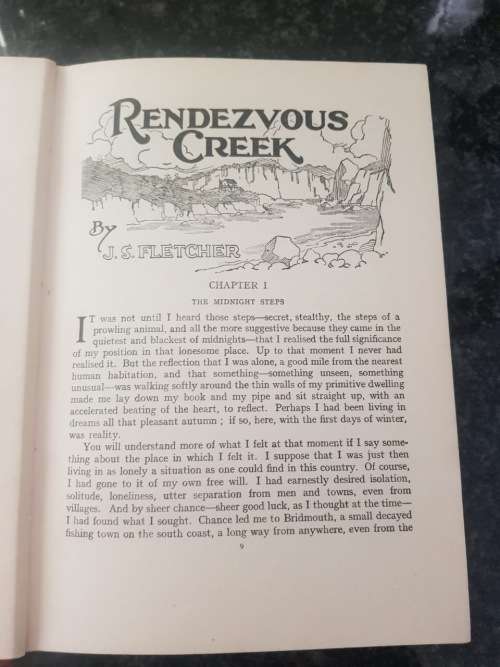 RENDEZVOUS
CREEK
By
J. S. FLETCHER
CHAPTER I
THE MIDNIGHT STEPS
IT was not until I heard those steps—secret, stealthy, the steps of a
prowling animal, and all the more suggestive because they came in the
quietest and blackest of midnights—that I realised the full significance
of my position in that lonesome place. Up to that moment I never had
realised it. But the reflection that I was alone, a good mile from the nearest
human habitation, and that something—something unseen, something
unusual—was walking softly around the thin walls of my primitive dwelling
made me lay down my book and my pipe and sit straight up, with an
accelerated beating of the heart, to reflect. Perhaps I had been living in
dreams all that pleasant autumn ; if so, here, with the first days of winter,
was reality.
You will understand more of what I felt at that moment if I say some-
thing about the place in which I felt it. I suppose that I was just then
living in as lonely a situation as one could find in this country. Of course,
I had gone to it of my own free will. I had earnestly desired isolation,
solitude, loneliness, utter separation from men and towns, even from
villages. And by sheer chance—sheer good luck, as I thought at the time—
I had found what I sought. Chance led me to Bridmouth, a small decayed
fishing town on the south coast, a long way from anywhere, even from the
9